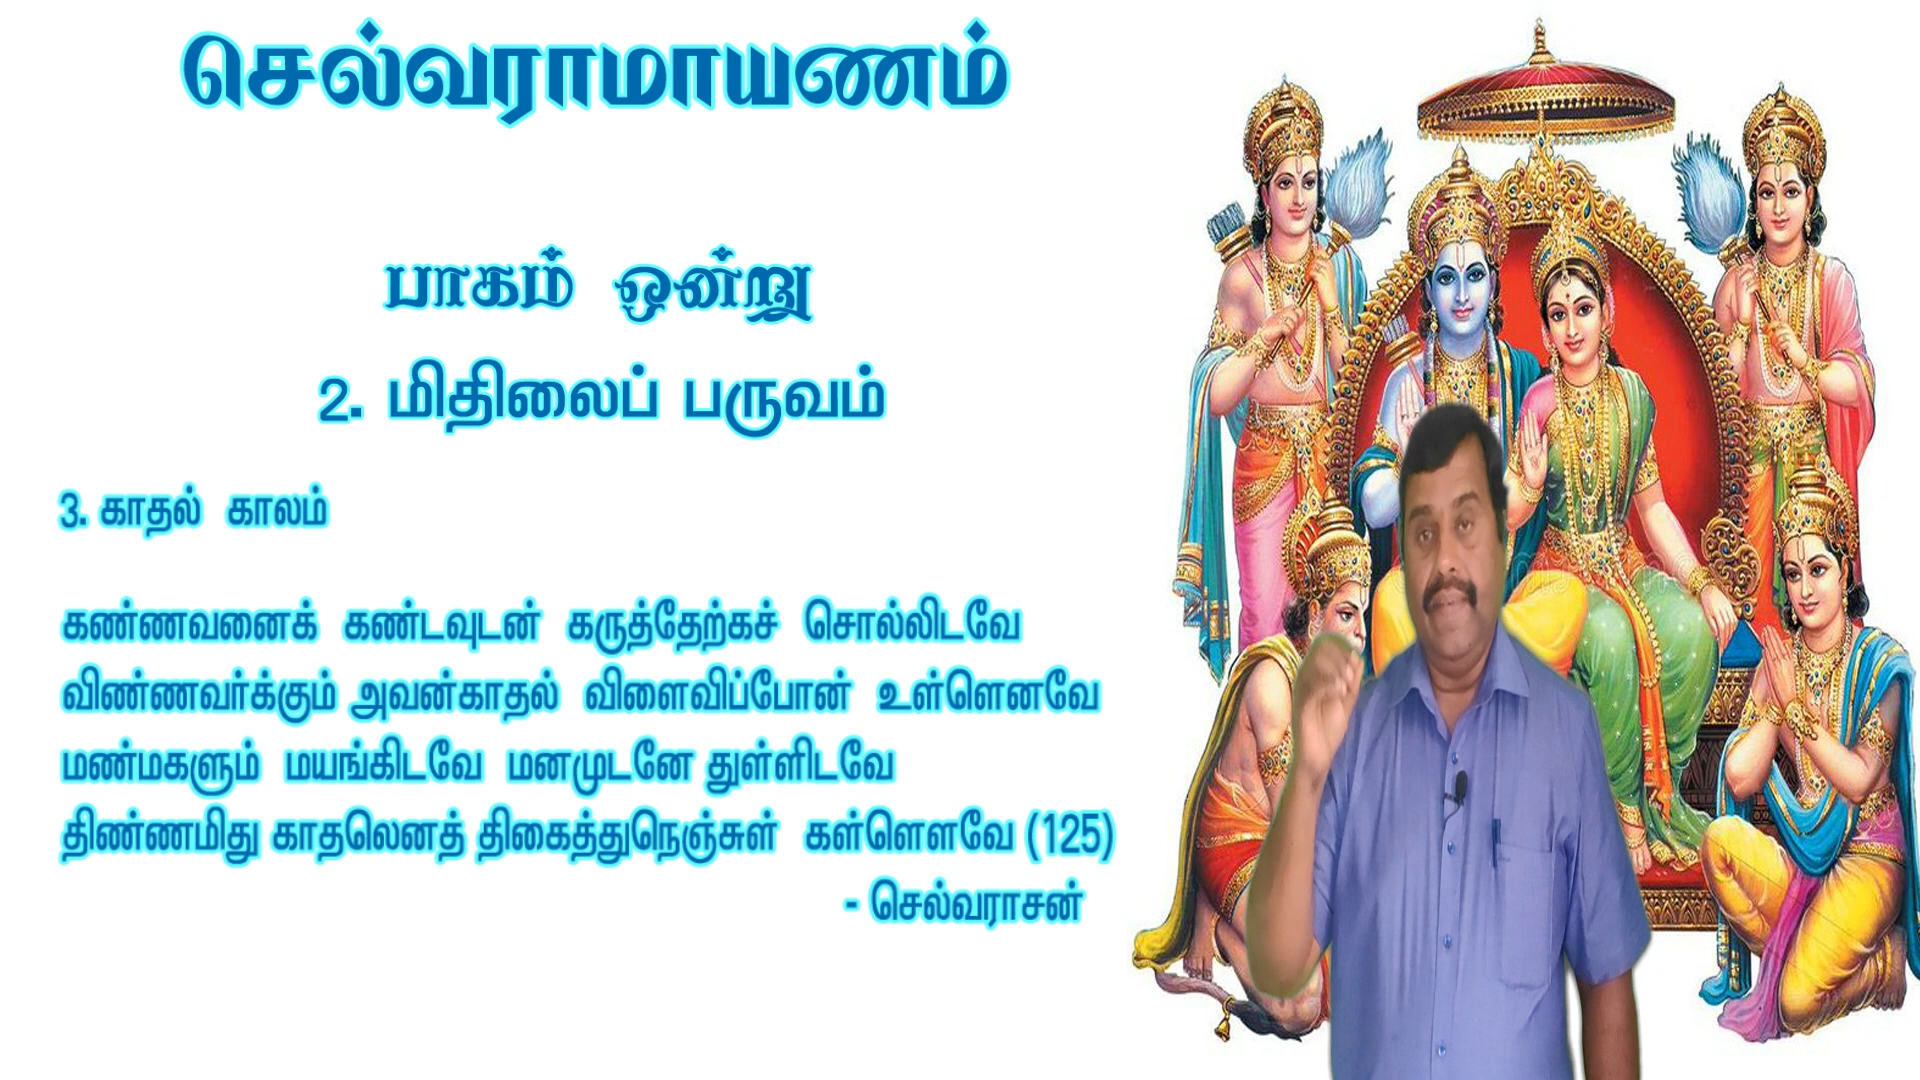 செல்வராமாயணம்
பாகம் ஒன்று
2. மிதிலைப் பருவம்
3. காதல் காலம்
கண்ணவனைக் கண்டவுடன் கருத்தேற்கச் சொல்லிடவே
விண்ணவர்க்கும் அவன்காதல் விளைவிப்போன் உள்ளெனவே
மண்மகளும் மயங்கிடவே மனமுடனே துள்ளிடவே
திண்ணமிது காதலெனத் திகைத்துநெஞ்சுள் கள்ளௌவே (125)
- செல்வராசன்